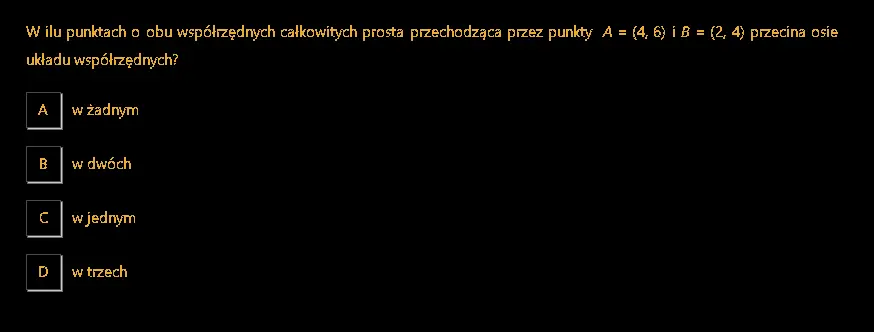 W ilu punktach o obu współrzędnych całkowitych prosta przechodząca przez punkty A = (4, 6) i B = (2, 4) przecina osie
układu współrzędnych?
A w żadnym
B w dwóch
C w jednym
D w trzech